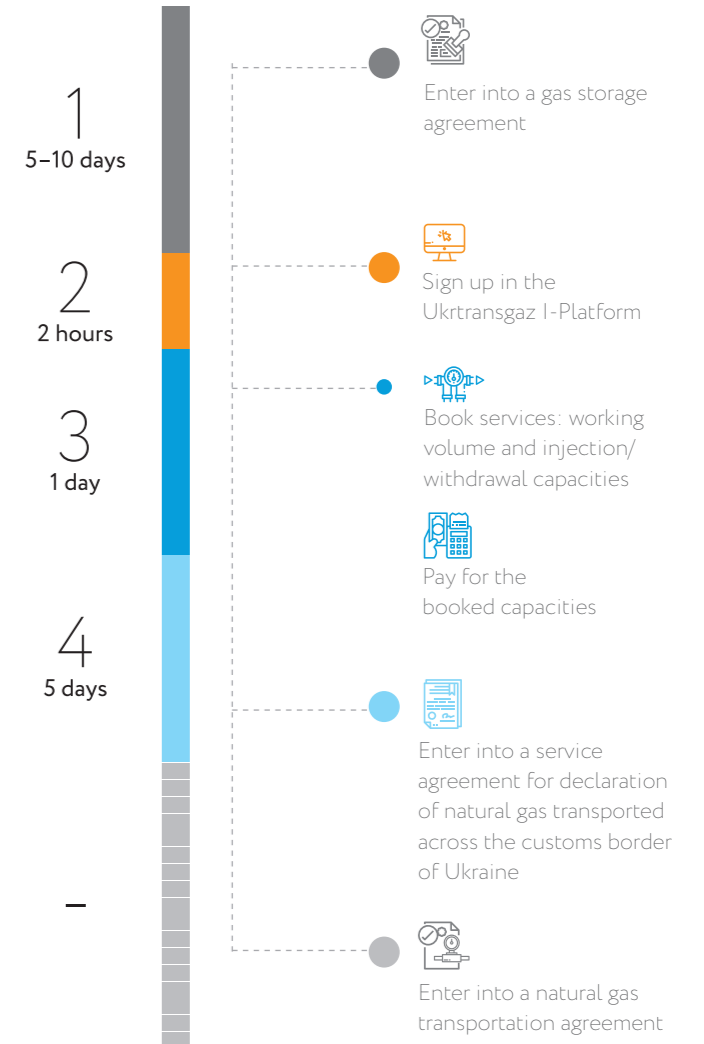 1
5–10 days
Enter into a gas storage
agreement
2
2 hours
Sign up in the
Ukrtransgaz I-Platform
3
1 day
Book services: working
volume and injection/
withdrawal capacities
Pay for the
booked capacities
4
5 days
Enter into a service
agreement for declaration
of natural gas transported
across the customs border
of Ukraine
–
Enter into a natural gas
transportation agreement